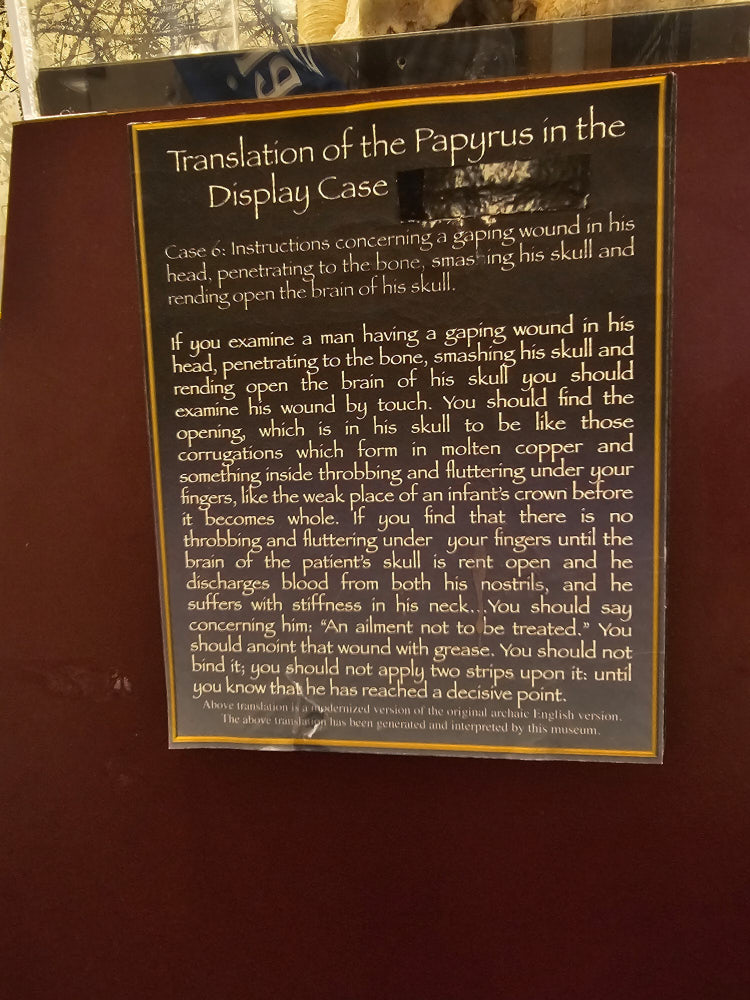 Translation of the Papyrus in the
Display Case
Case 6: Instructions concerning a gaping wound in his
head, penetrating to the bone, smashing his skull and
rending open the brain of his skull.
If you examine a man having a gaping wound in his
head, penetrating to the bone, smashing his skull and
rending open the brain of his skull you should
examine his wound by touch. You should find the
opening, which is in his skull to be like those
corrugations which form in molten copper and
something inside throbbing and fluttering under your
fingers, like the weak place of an infant's crown before
it becomes whole. If you find that there is no
throbbing and fluttering under your fingers until the
brain of the patient's skull is rent open and he
discharges blood from both his nostrils, and he
suffers with stiffness in his neck...You should say
concerning him: "An ailment not to be treated." You
should anoint that wound with grease. You should not
bind it; you should not apply two strips upon it: until
you know that he has reached a decisive point.
Above translation is a modernized version of the original archaic English version.
The above translation has been generated and interpreted by this museum.